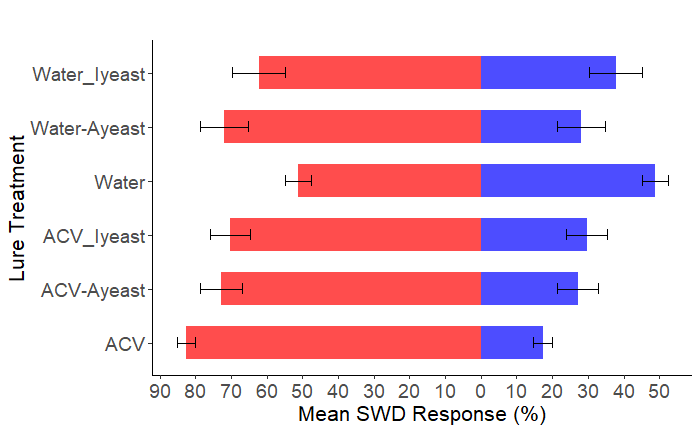 Lure Treatment
Water_Iyeast
Water-Ayeast
Water
ACV_Iyeast
ACV-Ayeast
ACV
90 80 70 60 50 40 30 20 10 0 10 20 30 40 50
Mean SWD Response (%)